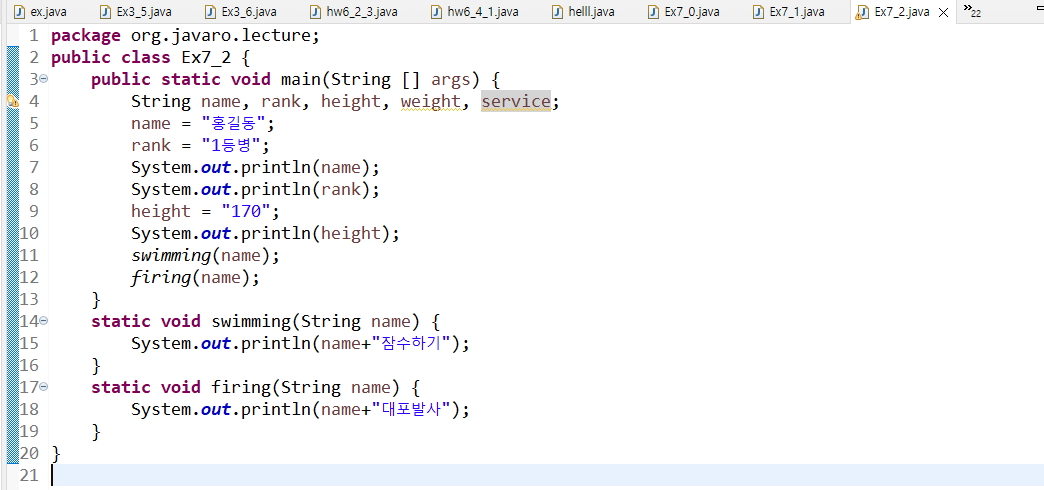 ex.java Ex3_5.java Ex3_6.java hw6_2_3.java hw6_4_1.java helll.java Ex7_0.java Ex7_1.java Ex7_2.java 22
1 package org.javaro.lecture;
2 public class Ex7_2 {
3 public static void main(String [] args) {
4 String name, rank, height, weight, service;
5 name = "홍길동";
6 rank = "1등병";
7 System.out.println(name);
8 System.out.println(rank);
9 height = "170";
10 System.out.println(height);
11 swimming(name);
12 firing(name);
13 }
14 static void swimming(String name) {
15 System.out.println(name+"잠수하기");
16 }
17 static void firing(String name) {
18 System.out.println(name+"대포발사");
19 }
20 }
21